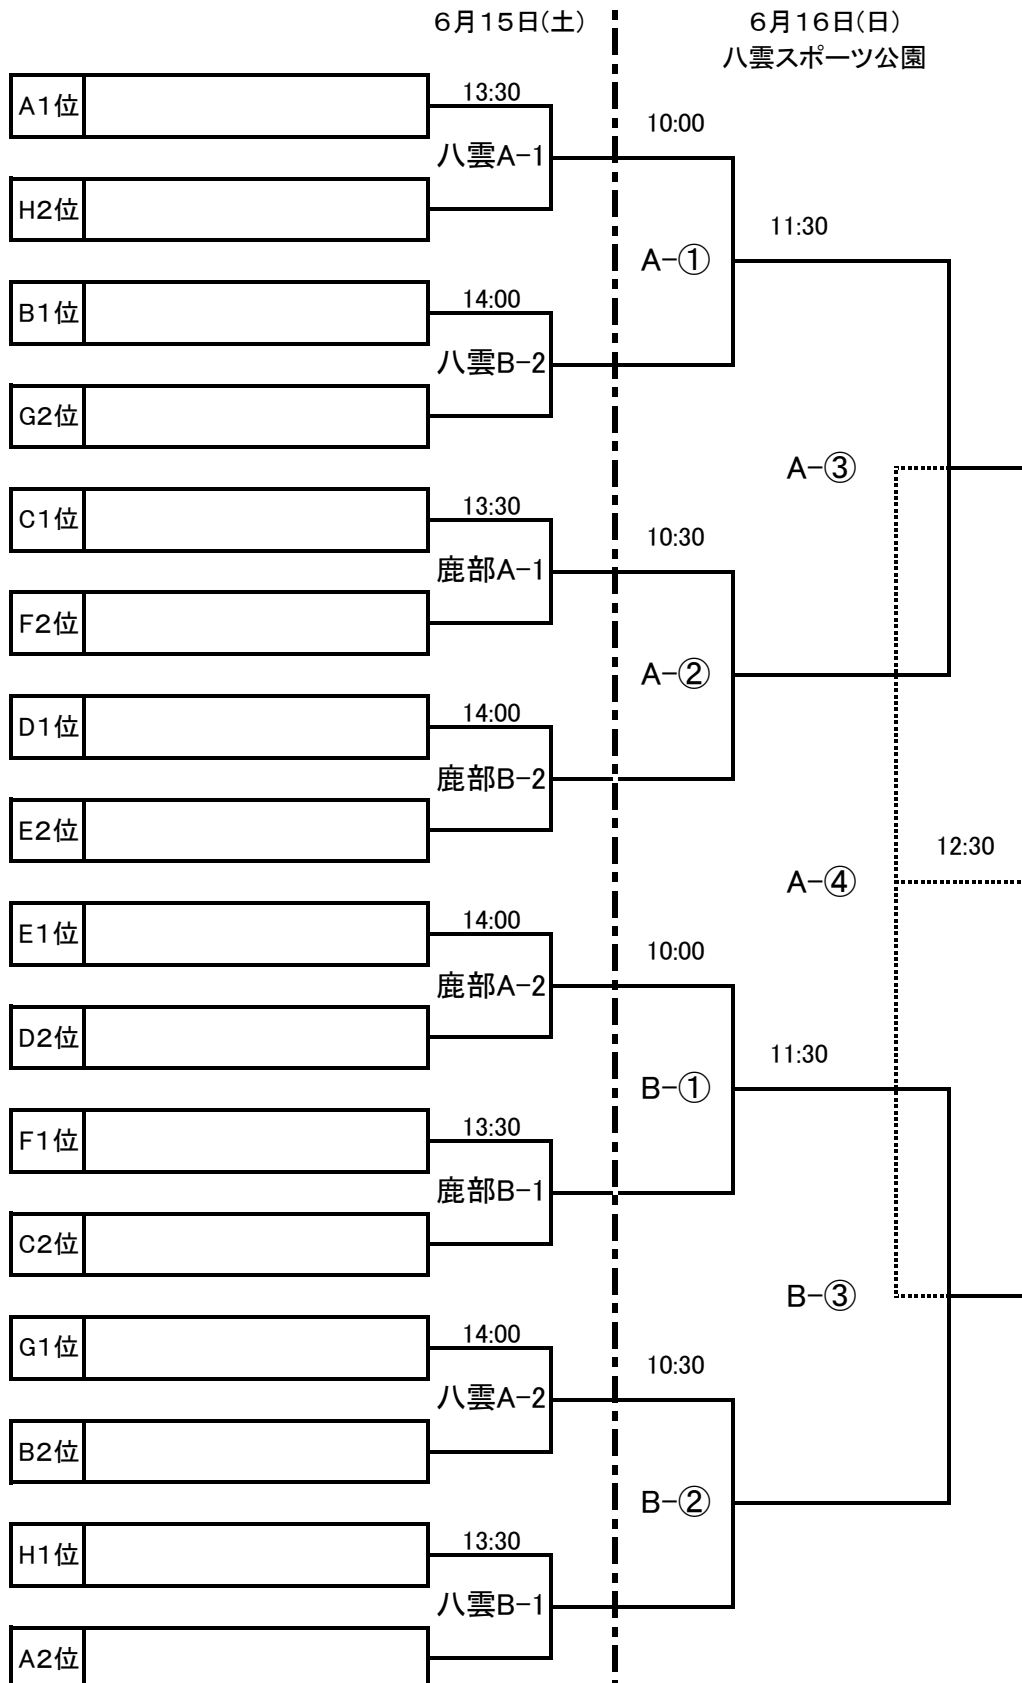 6月15日(土)
6月16日(日)
八雲スポーツ公園
A1位
13:30
八雲A-1
10:00
H2位
11:30
A-①
B1位
14:00
八雲B-2
G2位
A-③
C1位
13:30
鹿部A-1
10:30
F2位
A-②
D1位
14:00
鹿部B-2
E2位
12:30
A-④
E1位
14:00
鹿部A-2
10:00
D2位
11:30
B-①
F1位
13:30
鹿部B-1
C2位
B-③
G1位
14:00
八雲A-2
10:30
B2位
B-②
H1位
13:30
八雲B-1
A2位